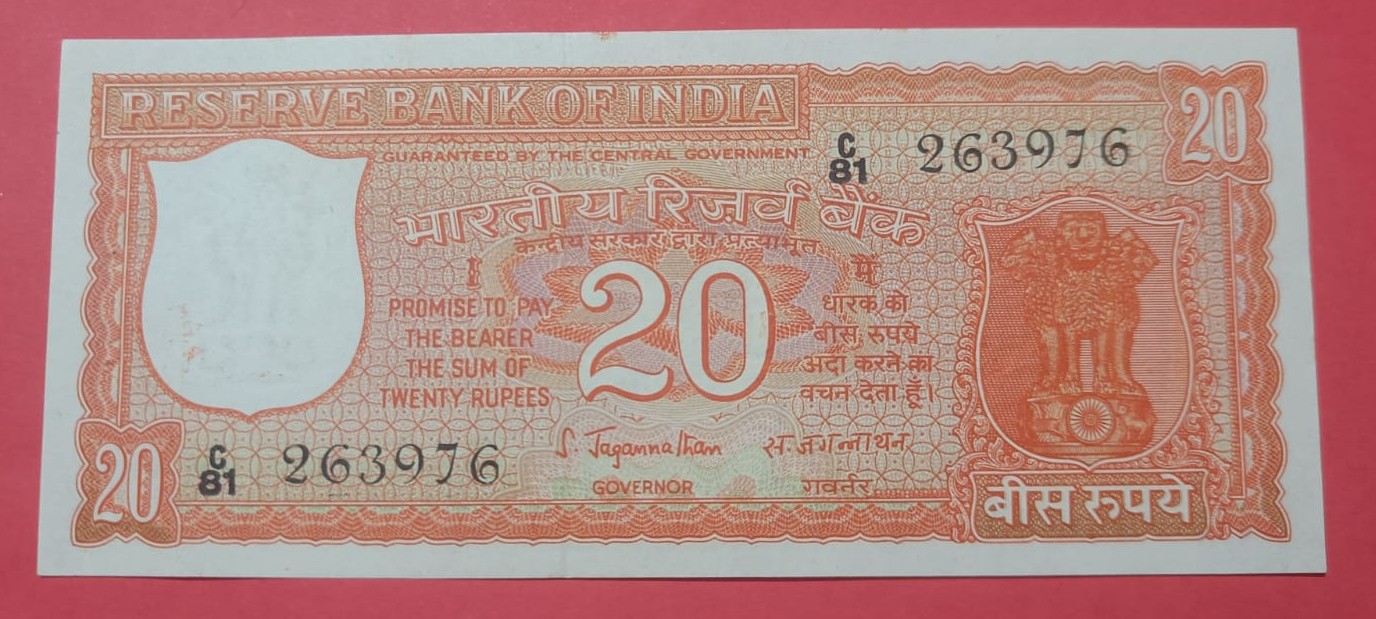 RESERVE BANK OF INDIA
20
GUARANTEED BY THE CENTRAL GOVERNMENT
C/81 263976
भारतीय रिज़र्व बैंक
केन्द्रीय सरकार द्वारा प्रत्याभूत
I
PROMISE TO PAY
THE BEARER
THE SUM OF
TWENTY RUPEES
20
मैं
धारक को
बीस रुपये
अदा करने का
वचन देता हूँ।
20
C/81 263976
S. Jagannathan
GOVERNOR
स. जगन्नाथन
गवर्नर
बीस रुपये